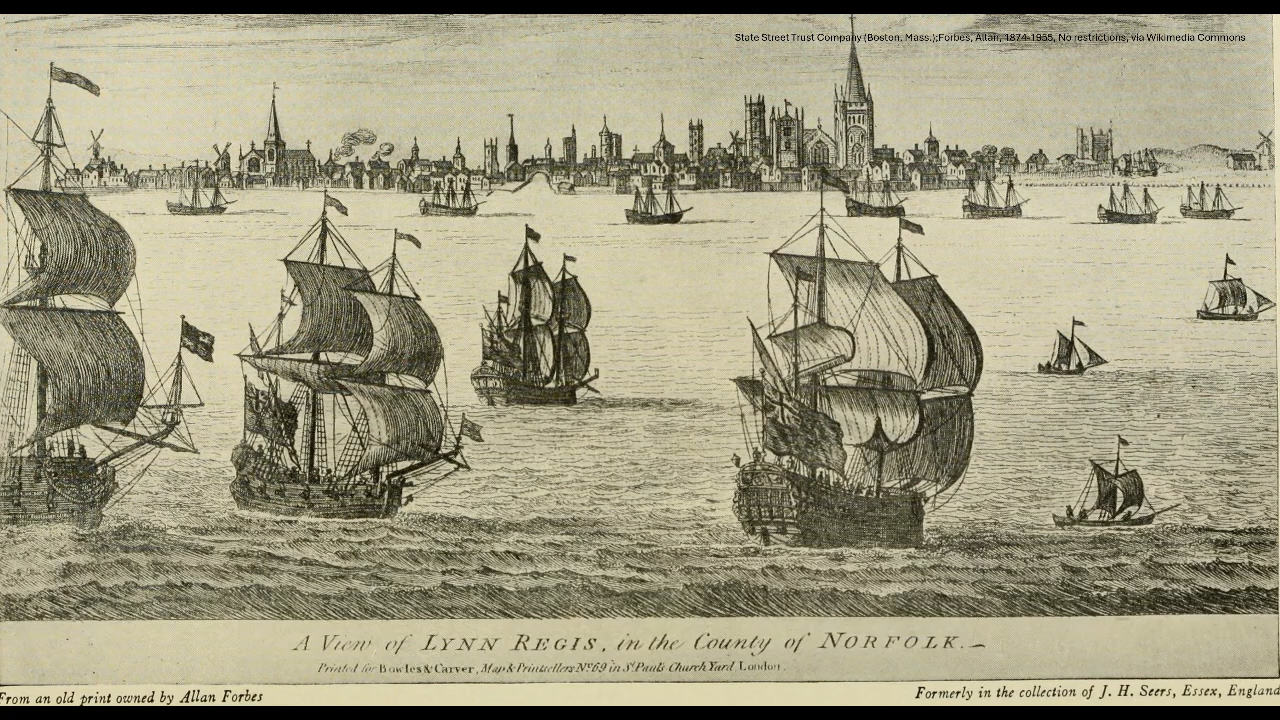 State Street Trust Company (Boston, Mass.);Forbes, Allan, 1874-1955, No restrictions, via Wikimedia Commons
A View of LYNN REGIS, in the County of NORFOLK.
Printed for Bowles & Carver, Map & Printsellers No. 69 in St. Pauls Church Yard London.
From an old print owned by Allan Forbes
Formerly in the collection of J. H. Seers, Essex, England